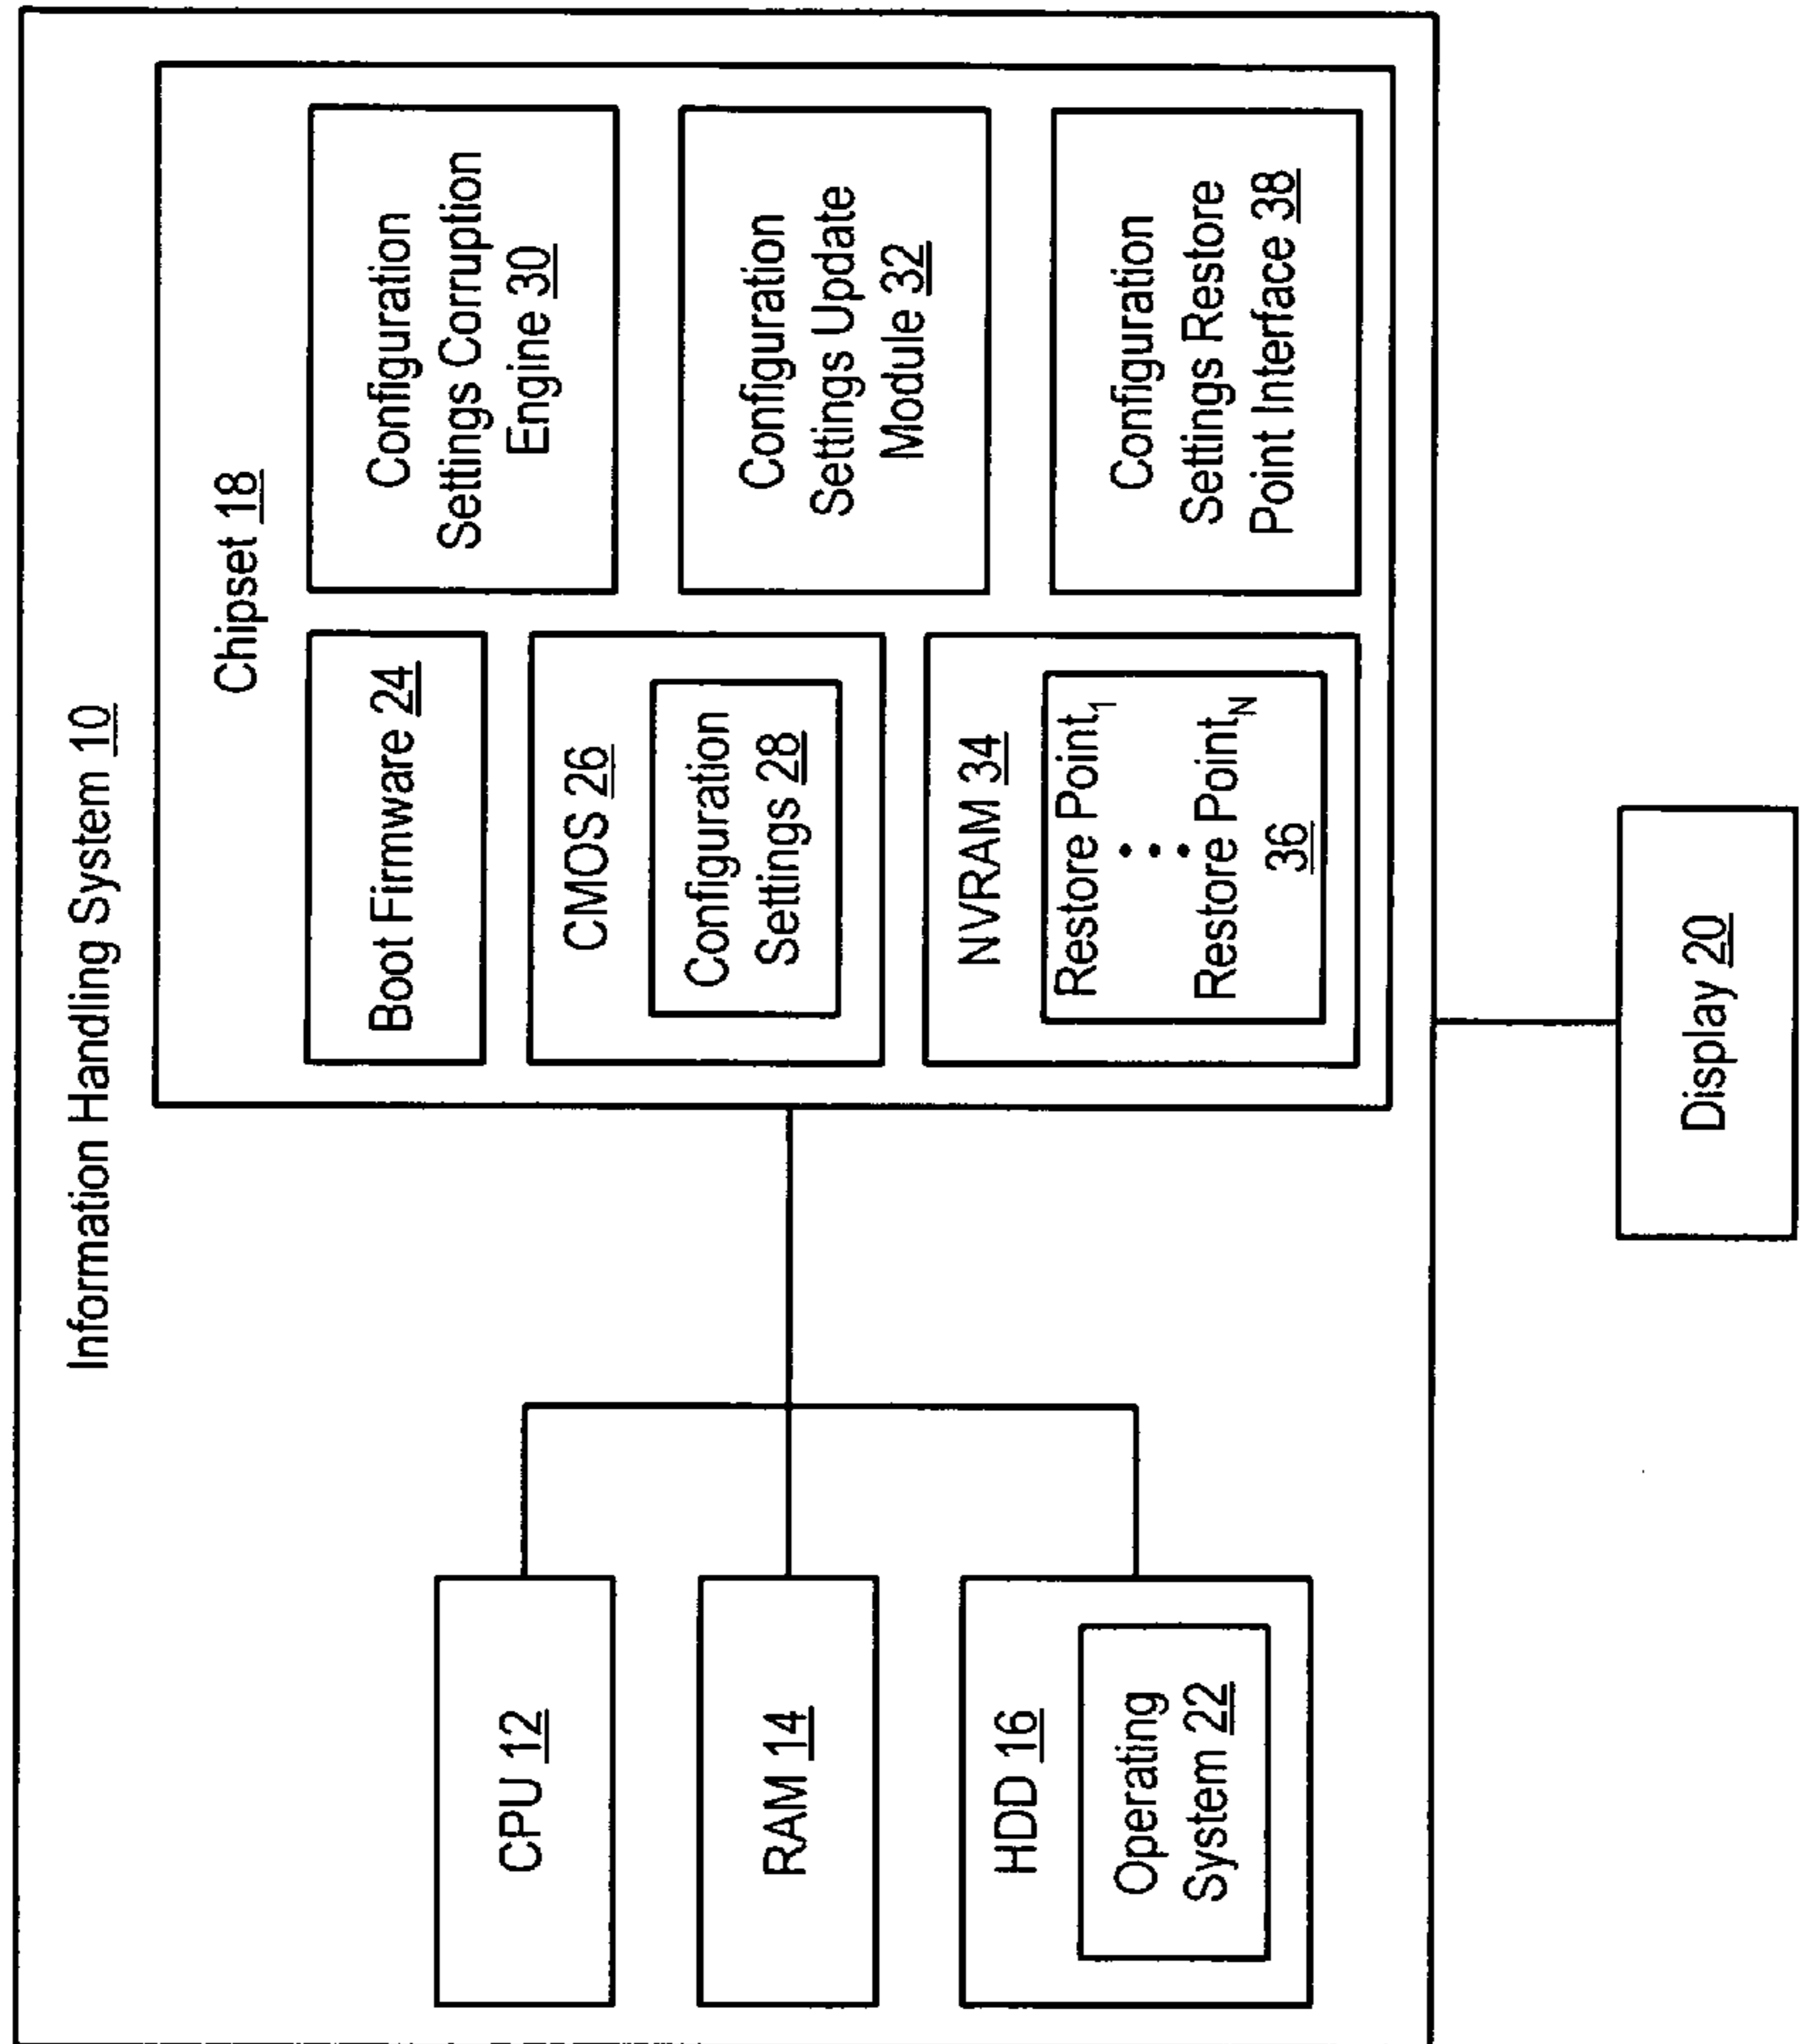 Information Handling System 10
CPU 12
RAM 14
HDD 16
Operating
System 22
Chipset 18
Boot Firmware 24
CMOS 26
Configuration
Settings 28
NVRAM 34
Restore Point1
Restore PointN
36
Configuration
Settings Corruption
Engine 30
Configuration
Settings Update
Module 32
Configuration
Settings Restore
Point Interface 38
Display 20